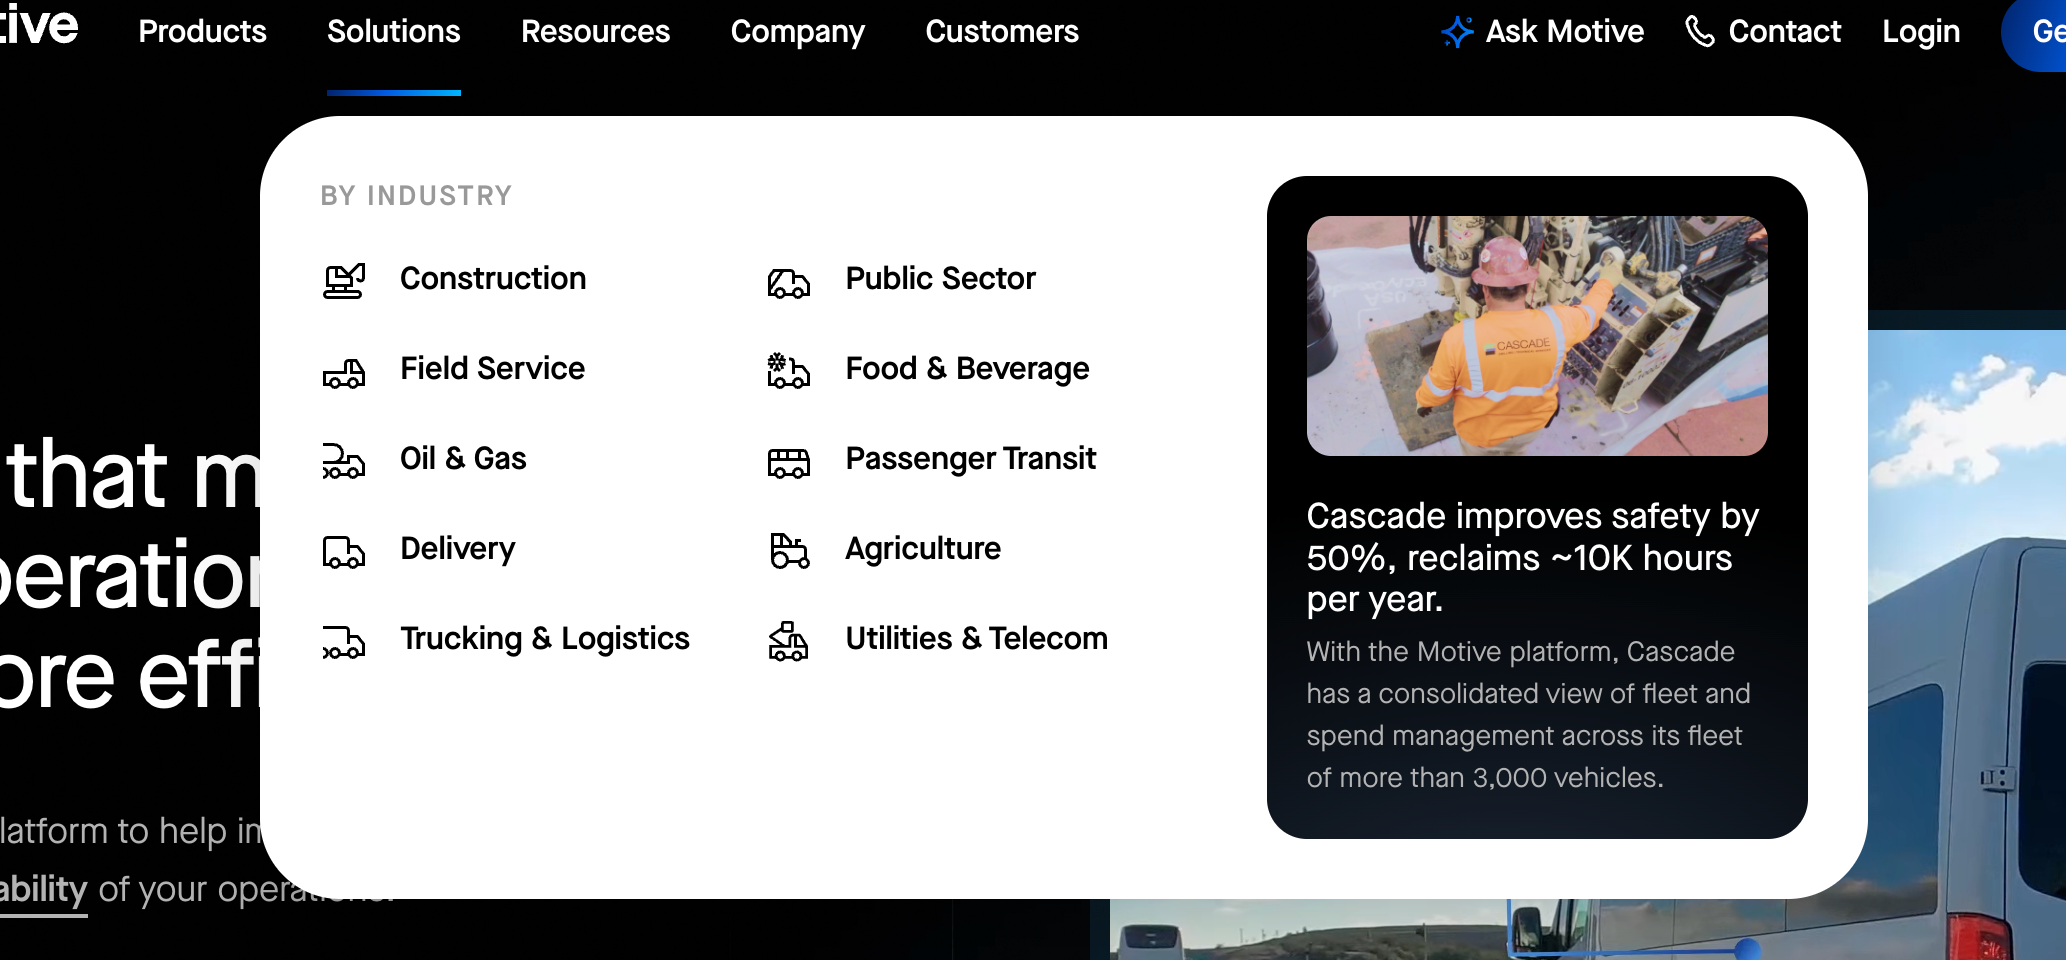 tive
Products
Solutions
Resources
Company
Customers
Ask Motive
Contact
Login
Ge
BY INDUSTRY
Construction
Field Service
Oil & Gas
Delivery
Trucking & Logistics
Public Sector
Food & Beverage
Passenger Transit
Agriculture
Utilities & Telecom
CASCADE
Cascade improves safety by
50%, reclaims ~10K hours
per year.
With the Motive platform, Cascade
has a consolidated view of fleet and
spend management across its fleet
of more than 3,000 vehicles.
that m
peration
ore effi
latform to help in
ability of your operations.